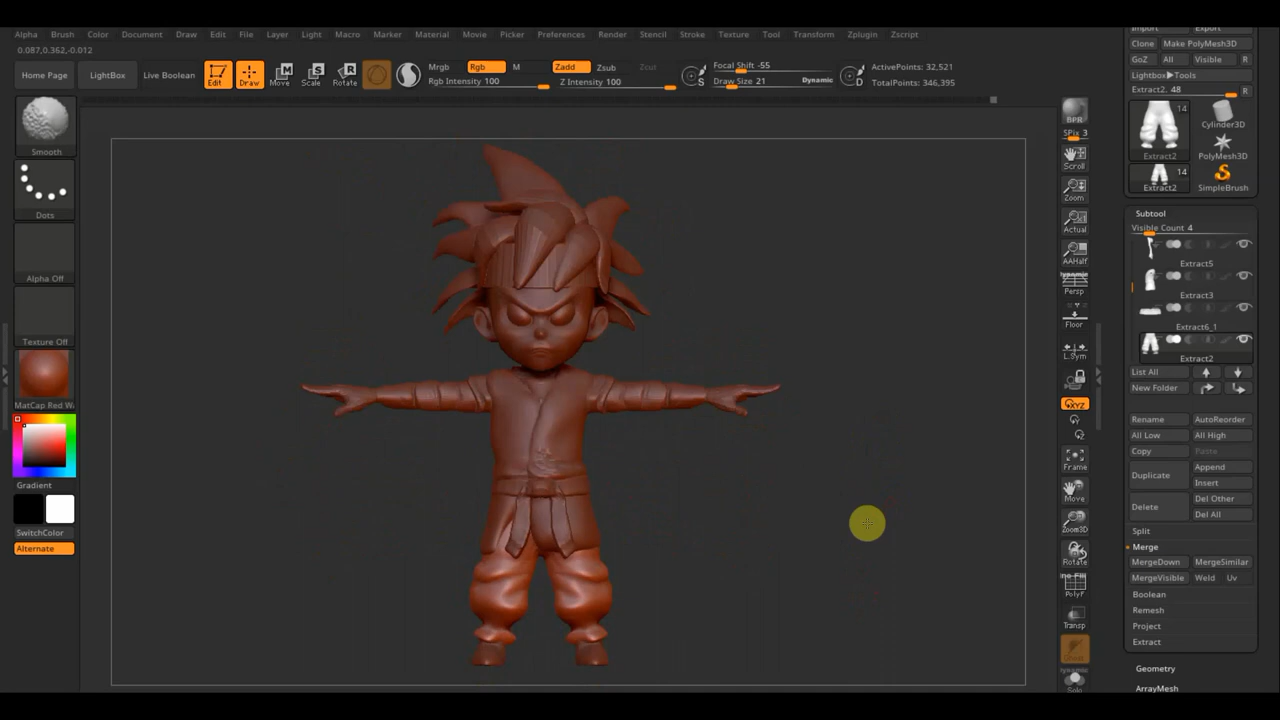 Alpha Brush Color Document Draw Edit File Layer Light Macro Marker Material Movie Picker Preferences Render Stencil Stroke Texture Tool Transform Zplugin Zscript
0.087,0.362,-0.012
Home Page LightBox Live Boolean Edit Draw Move Scale Rotate
Mrgb Rgb M Zadd Zsub Zcut
Rgb Intensity 100 Z Intensity 100
Focal Shift -55
Draw Size 21 Dynamic
ActivePoints: 32,521
TotalPoints: 346,395
S
D
Smooth
Dots
Alpha Off
Texture Off
MatCap Red W
Gradient
SwitchColor
Alternate
BPR
SPix 3
Scroll
Zoom
Actual
AAHalf
Dynamic
Persp
Floor
L.Sym
XYZ
Y
Z
Frame
Move
Zoom3D
Rotate
PolyF
Transp
Ghost
Dynamic
Solo
Import Export
Clone Make PolyMesh3D
GoZ All Visible R
Lightbox▶Tools
Extract2. 48 R
14
Extract2 Cylinder3D
PolyMesh3D
14
Extract2 SimpleBrush
Subtool
Visible Count 4
Extract5
Extract3
Extract6_1
Extract2
List All
New Folder
Rename AutoReorder
All Low All High
Copy Paste
Duplicate Append
Insert
Delete Del Other
Del All
Split
Merge
MergeDown MergeSimilar
MergeVisible Weld Uv
Boolean
Remesh
Project
Extract
Geometry
ArrayMesh